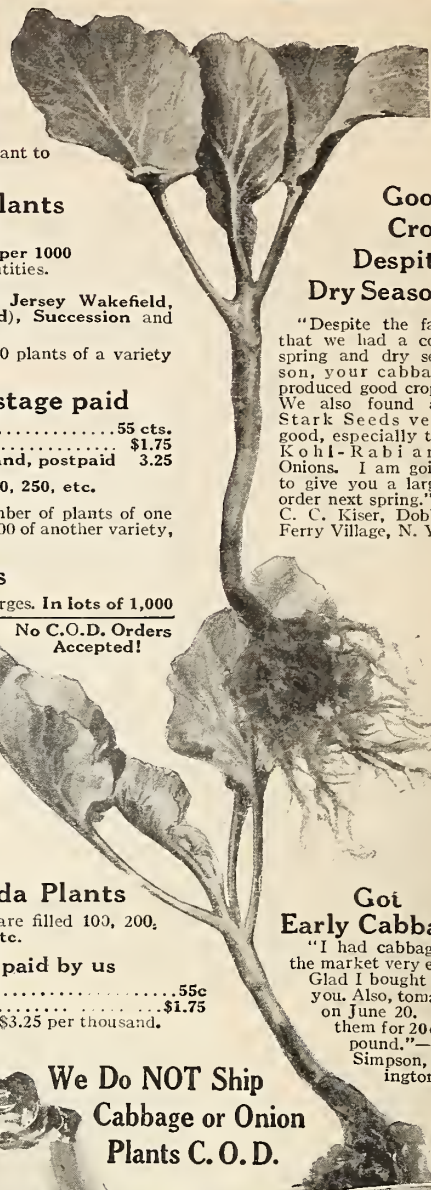 ant to
lants
per 1000
tities.
Jersey Wakefield,
d), Succession and
0 plants of a variety
stage paid
55 cts.
$1.75
and, postpaid 3.25
0, 250, etc.
mber of plants of one
00 of another variety,
s
rges. In lots of 1,000
No C.O.D. Orders
Accepted!
da Plants
are filled 100, 200,
tc.
paid by us
55c
$1.75
$3.25 per thousand.
We Do NOT Ship
Cabbage or Onion
Plants C.O.D.
Goo
Cro
Despit
Dry Seaso
"Despite the fa
that we had a co
spring and dry se
son, your cabba
produced good crop
We also found a
Stark Seeds ve
good, especially t
Kohl-Rabi an
Onions. I am goi
to give you a larg
order next spring."
C. C. Kiser, Dob
Ferry Village, N. Y
Got
Early Cabba
"I had cabbag
the market very e
Glad I bought
you. Also, toma
on June 20.
them for 20c
pound."—
Simpson,
ington